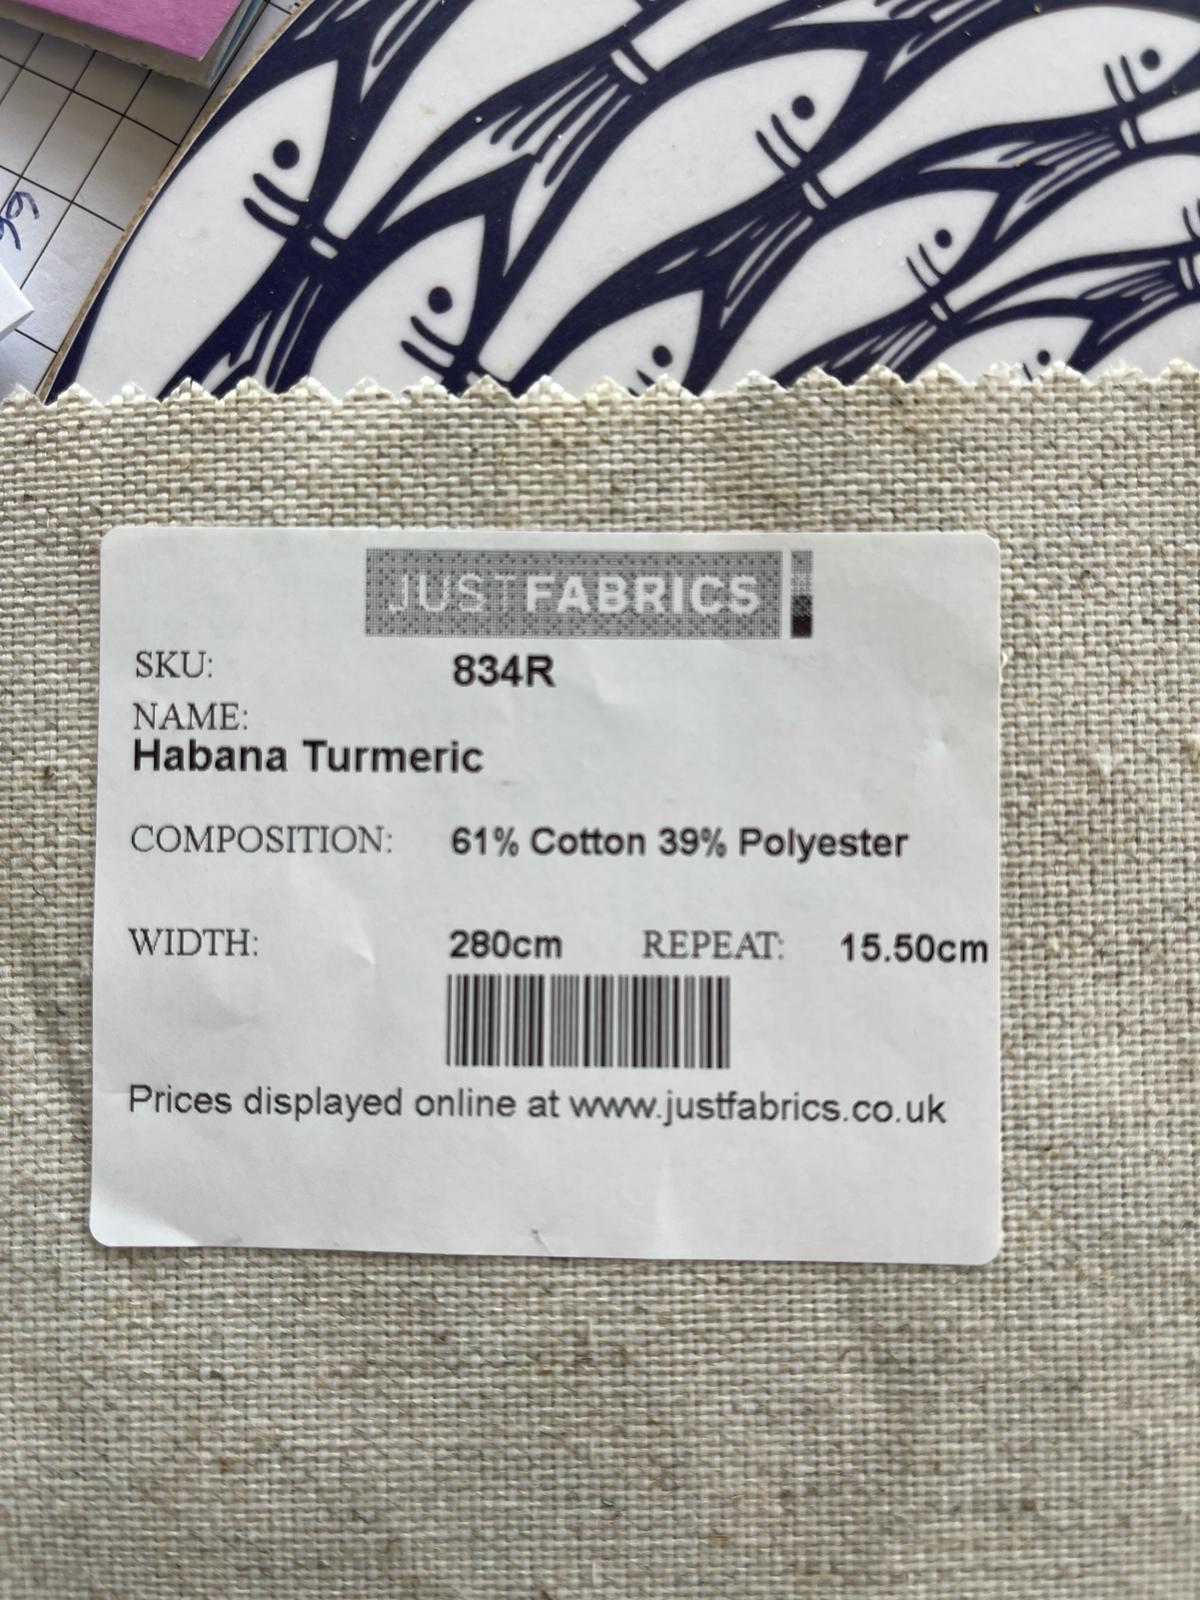 JUSTFABRICS
SKU: 834R
NAME:
Habana Turmeric
COMPOSITION: 61% Cotton 39% Polyester
WIDTH: 280cm REPEAT: 15.50cm
Prices displayed online at www.justfabrics.co.uk